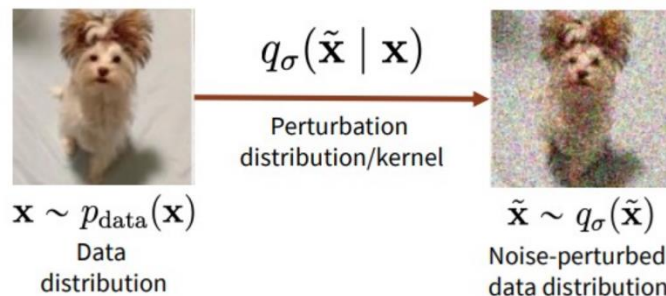 q_σ(x̃ | x)
Perturbation
distribution/kernel
x ~ p_data(x)
Data
distribution
x̃ ~ q_σ(x̃)
Noise-perturbed
data distribution